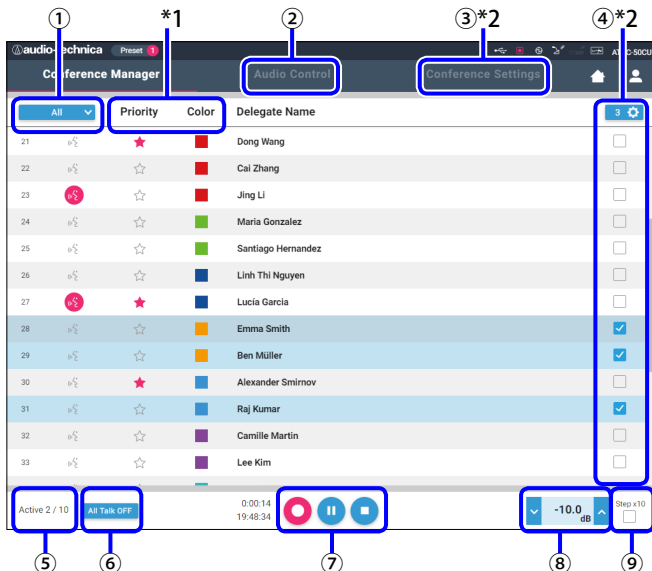 ① *1 ② ③*2 ④*2
audio-technica Preset 1 ATUC-50CU
Conference Manager Audio Control Conference Settings
All Priority Color Delegate Name 3
21 Dong Wang
22 Cai Zhang
23 Jing Li
24 Maria Gonzalez
25 Santiago Hernandez
26 Linh Thi Nguyen
27 Lucía Garcia
28 Emma Smith
29 Ben Müller
30 Alexander Smirnov
31 Raj Kumar
32 Camille Martin
33 Lee Kim
Active 2 / 10 All Talk OFF 0:00:14 -10.0 Step x10
19:48:34 dB
⑤ ⑥ ⑦ ⑧ ⑨